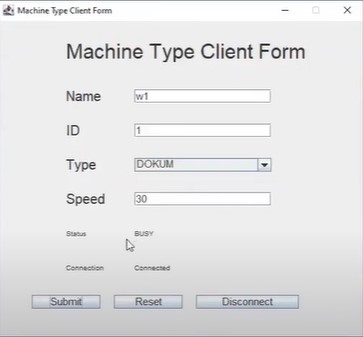 Machine Type Client Form
Machine Type Client Form
Name w1
ID 1
Type DOKUM
Speed 30
Status BUSY
Connection Connected
Submit Reset Disconnect